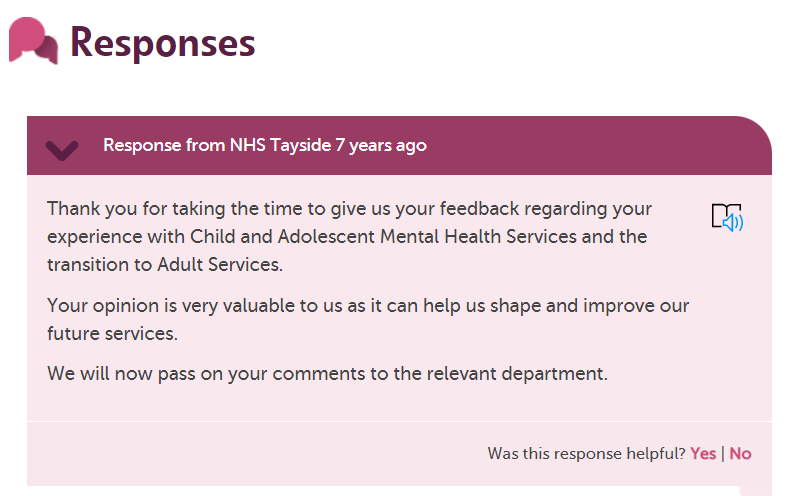 Responses
Response from NHS Tayside 7 years ago
Thank you for taking the time to give us your feedback regarding your
experience with Child and Adolescent Mental Health Services and the
transition to Adult Services.
Your opinion is very valuable to us as it can help us shape and improve our
future services.
We will now pass on your comments to the relevant department.
Was this response helpful? Yes | No